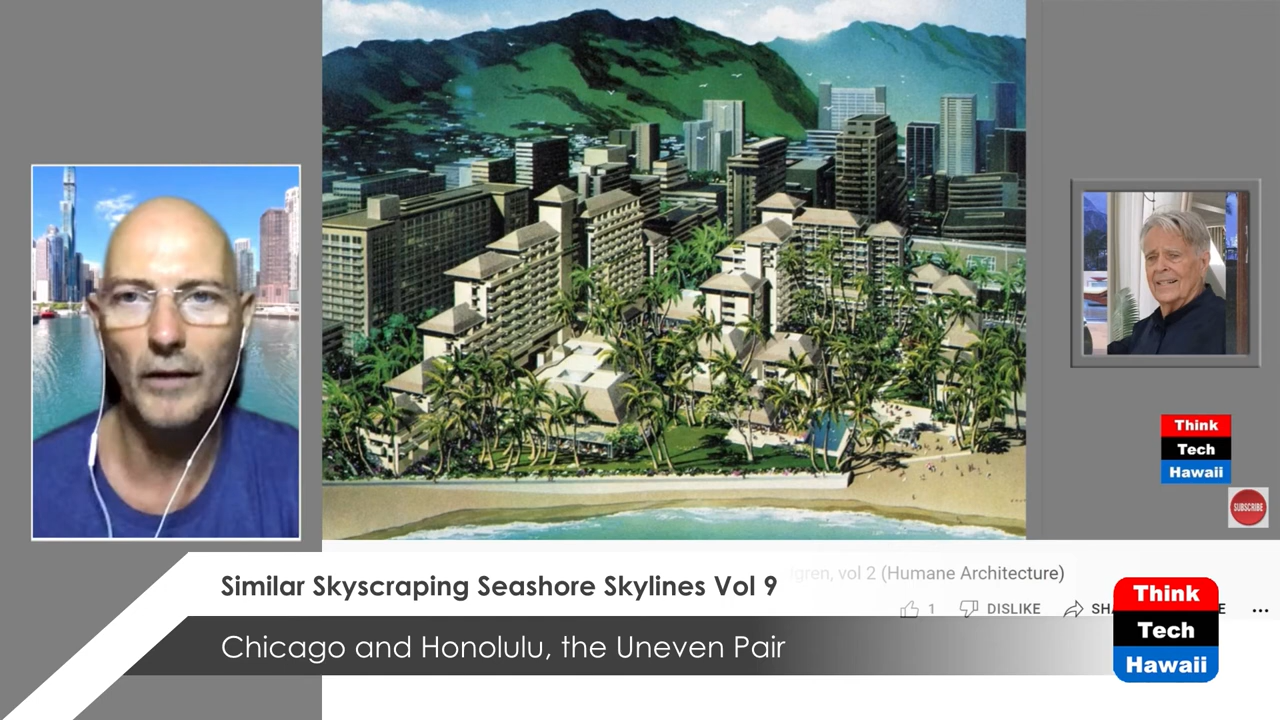 Think
Tech
Hawaii
SUBSCRIBE
Similar Skyscraping Seashore Skylines Vol 9
vol 2 (Humane Architecture)
1
DISLIKE
Chicago and Honolulu, the Uneven Pair
Think
Tech
Hawaii